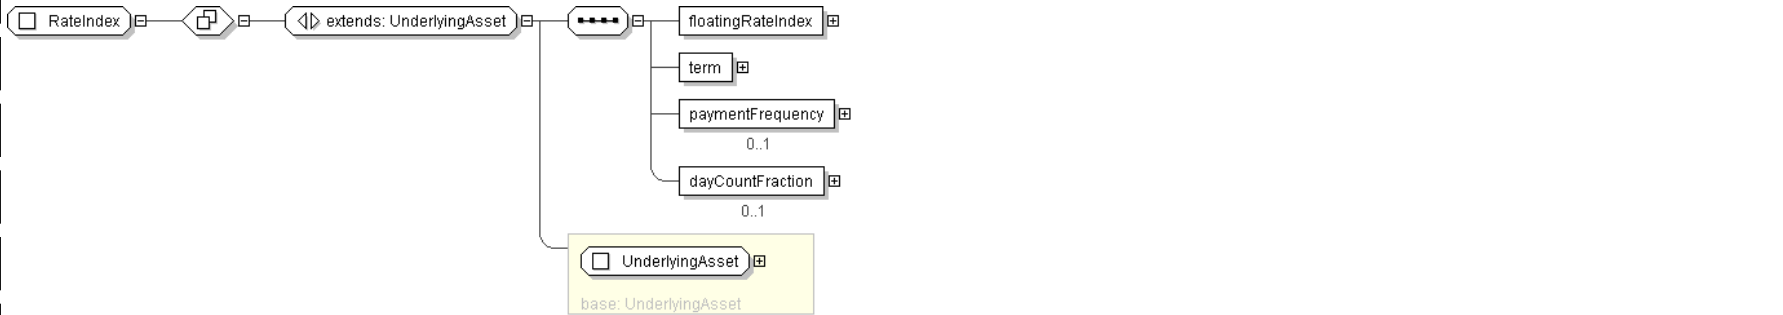 RateIndex
extends: UnderlyingAsset
floatingRateIndex
term
paymentFrequency
0..1
dayCountFraction
0..1
UnderlyingAsset
base: UnderlyingAsset